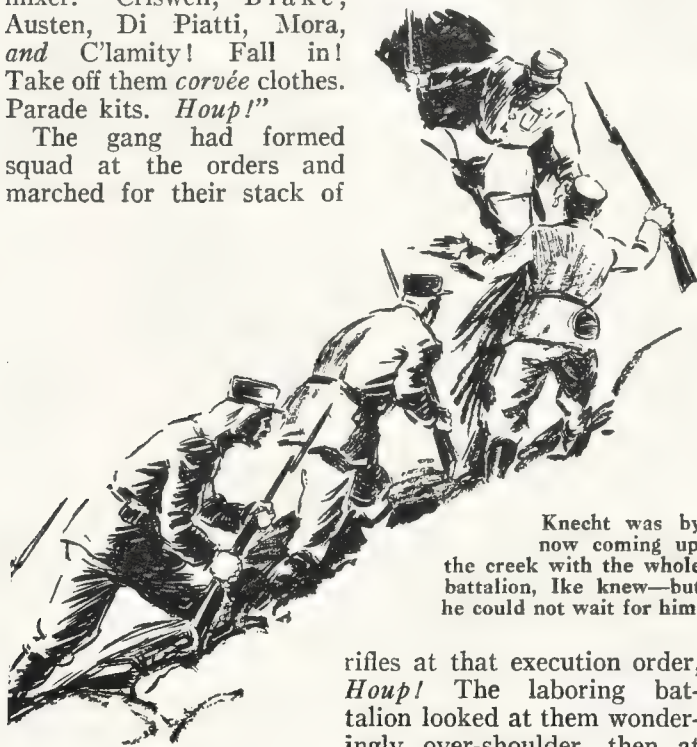 mixer. "Criswell, Blake,
Austen, Di Piatti, Mora,
and C'lamity! Fall in!
Take off them corvée clothes.
Parade kits. Houp!"
The gang had formed
squad at the orders and
marched for their stack of
Knecht was by
now coming up
the creek with the whole
battalion, Ike knew—but
he could not wait for him
rifles at that execution order,
Houp! The laboring bat-
talion looked at them wonder-
ingly over-shoulder, then at